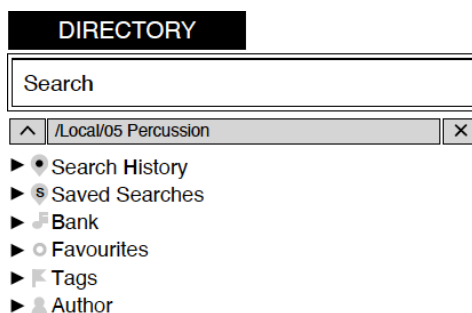 DIRECTORY
Search
/Local/05 Percussion
Search History
S Saved Searches
Bank
Favourites
Tags
Author